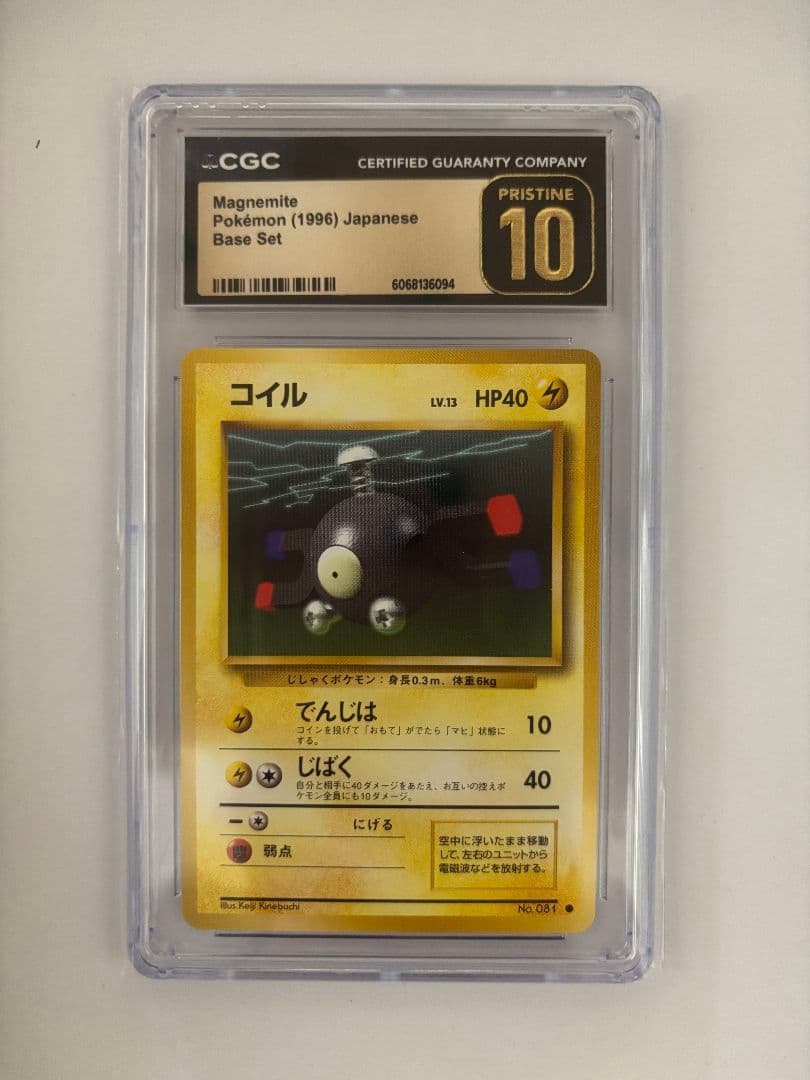 CGC
CERTIFIED GUARANTY COMPANY
Magnemite
Pokémon (1996) Japanese
Base Set
6068136094
PRISTINE
10
コイル
LV.13 HP40
じしゃくポケモン：身長0.3m、体重6kg
でんじは
コインを投げて「おもて」がでたら「マヒ」状態に
する。
10
じばく
自分と相手に40ダメージをあたえ、お互いの控えポ
ケモン全員にも10ダメージ。
40
にげる
弱点
空中に浮いたまま移動
して、左右のユニットから
電磁波などを放射する。
Illus.Keiji Kinebuchi
No. 081